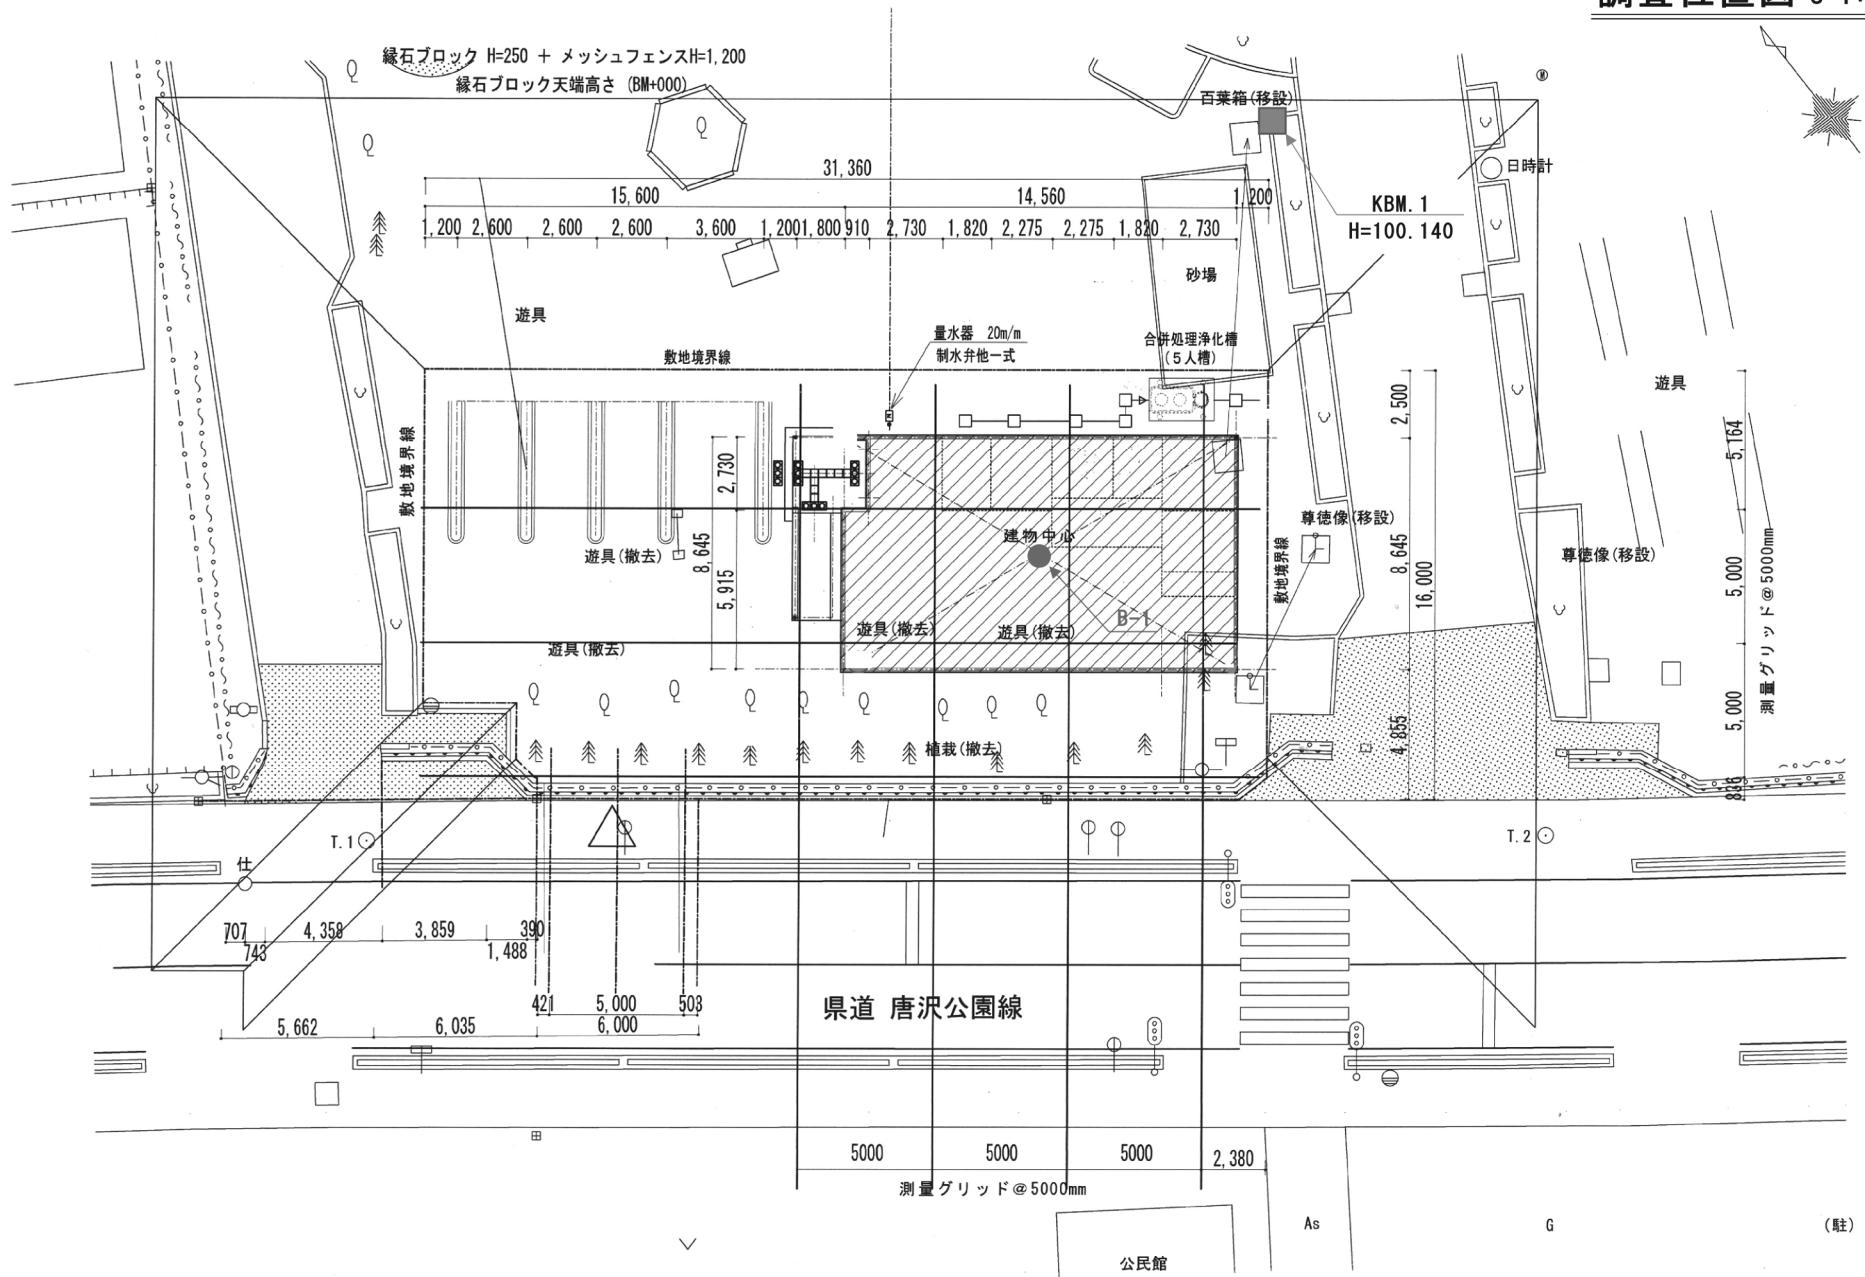 縁石ブロック H=250 + メッシュフェンスH=1,200
縁石ブロック天端高さ (BM+000)
百葉箱(移設)
日時計
KBM.1
H=100.140
31,360
15,600
14,560
1,200
1,200
2,600
2,600
2,600
3,600
1,200
1,800
910
2,730
1,820
2,275
2,275
1,820
2,730
砂場
遊具
量水器 20m/m
制水弁他一式
合併処理浄化槽
(5人槽)
敷地境界線
遊具
敷地境界線
2,500
5,164
2,730
8,645
5,915
遊具(撤去)
建物中心
尊徳像(移設)
敷地境界線
8,645
16,000
尊徳像(移設)
5,000
測量グリッド@5000mm
B-1
遊具(撤去)
遊具(撤去)
遊具(撤去)
植栽(撤去)
4,855
5,000
836
T.1
T.2
仕
707
743
4,358
3,859
390
1,488
421
5,000
503
県道 唐沢公園線
5,662
6,035
6,000
5000
5000
5000
2,380
測量グリッド@5000mm
As
G
(駐)
公民館